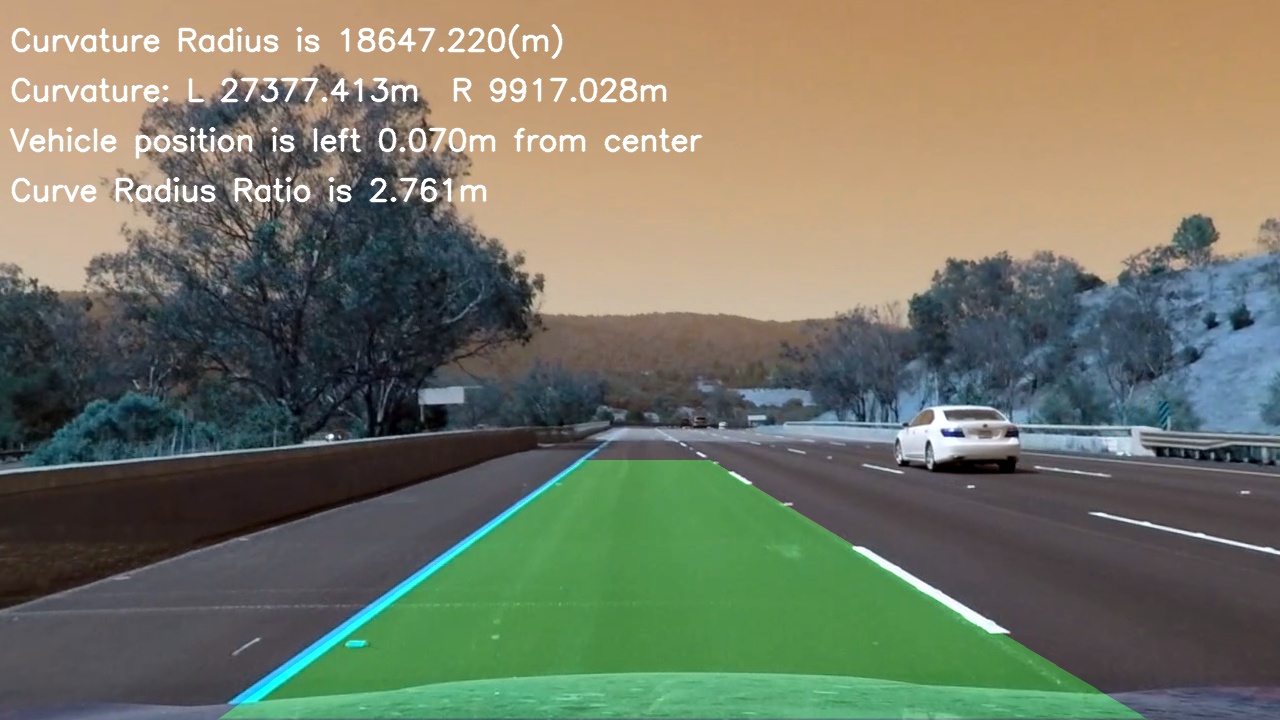 Curvature Radius is 18647.220(m)
Curvature: L 27377.413m R 9917.028m
Vehicle position is left 0.070m from center
Curve Radius Ratio is 2.761m